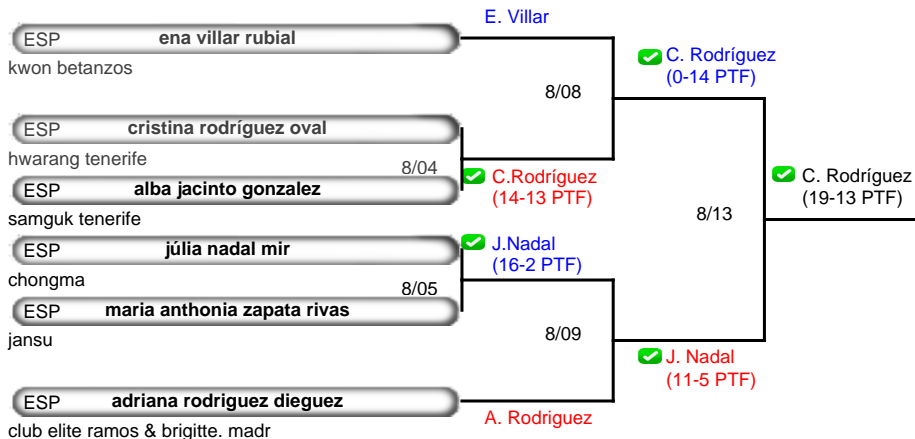 E. Villar
ESP ena villar rubial
kwon betanzos
C. Rodríguez
(0-14 PTF)
8/08
ESP cristina rodríguez oval
hwarang tenerife
8/04
ESP alba jacinto gonzalez
samguk tenerife
C.Rodríguez
(14-13 PTF)
C. Rodríguez
(19-13 PTF)
8/13
ESP júlia nadal mir
chongma
J.Nadal
(16-2 PTF)
8/05
ESP maria anthonia zapata rivas
jansu
8/09
J. Nadal
(11-5 PTF)
ESP adriana rodriguez dieguez
club elite ramos & brigitte. madr
A. Rodriguez